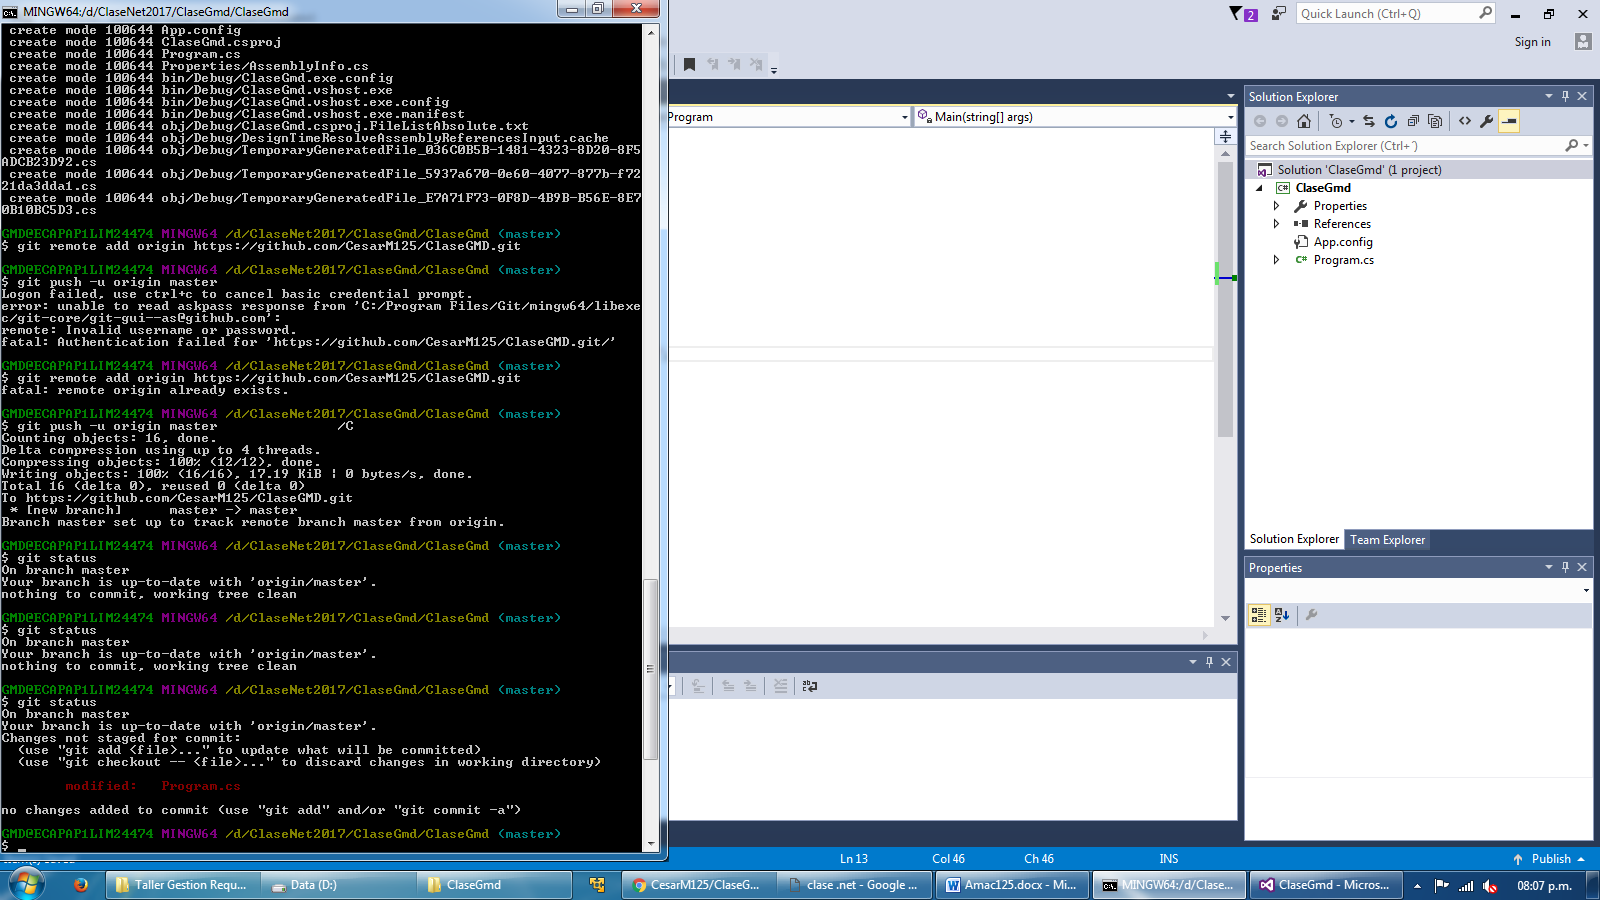 MINGW64:/d/ClaseNet2017/ClaseGmd/ClaseGmd
create mode 100644 App.config
create mode 100644 ClaseGmd.csproj
create mode 100644 Program.cs
create mode 100644 Properties/AssemblyInfo.cs
create mode 100644 bin/Debug/ClaseGmd.exe.config
create mode 100644 bin/Debug/ClaseGmd.vshost.exe
create mode 100644 bin/Debug/ClaseGmd.vshost.exe.config
create mode 100644 bin/Debug/ClaseGmd.vshost.exe.manifest
create mode 100644 obj/Debug/ClaseGmd.csproj.FileListAbsolute.txt
create mode 100644 obj/Debug/DesignTimeResolveAssemblyReferencesInput.cache
create mode 100644 obj/Debug/TemporaryGeneratedFile_036C0B5B-1481-4323-8D20-8F5
ADCB23D92.cs
create mode 100644 obj/Debug/TemporaryGeneratedFile_5937a670-0e60-4077-877b-f72
21da3dda1.cs
create mode 100644 obj/Debug/TemporaryGeneratedFile_E7A71F73-0F8D-4B9B-B56E-8E7
0B10BC5D3.cs
GMD@ECAPAP1LIM24474 MINGW64 /d/ClaseNet2017/ClaseGmd/ClaseGmd (master)
$ git remote add origin https://github.com/CesarM125/ClaseGMD.git
GMD@ECAPAP1LIM24474 MINGW64 /d/ClaseNet2017/ClaseGmd/ClaseGmd (master)
$ git push -u origin master
Logon failed, use ctrl+c to cancel basic credential prompt.
error: unable to read askpass response from 'C:/Program Files/Git/mingw64/libexe
c/git-core/git-gui--as@github.com':
remote: Invalid username or password.
fatal: Authentication failed for 'https://github.com/CesarM125/ClaseGMD.git/'
GMD@ECAPAP1LIM24474 MINGW64 /d/ClaseNet2017/ClaseGmd/ClaseGmd (master)
$ git remote add origin https://github.com/CesarM125/ClaseGMD.git
fatal: remote origin already exists.
GMD@ECAPAP1LIM24474 MINGW64 /d/ClaseNet2017/ClaseGmd/ClaseGmd (master)
$ git push -u origin master /C
Counting objects: 16, done.
Delta compression using up to 4 threads.
Compressing objects: 100% (12/12), done.
Writing objects: 100% (16/16), 17.19 KiB | 0 bytes/s, done.
Total 16 (delta 0), reused 0 (delta 0)
To https://github.com/CesarM125/ClaseGMD.git
* [new branch] master -> master
Branch master set up to track remote branch master from origin.
GMD@ECAPAP1LIM24474 MINGW64 /d/ClaseNet2017/ClaseGmd/ClaseGmd (master)
$ git status
On branch master
Your branch is up-to-date with 'origin/master'.
nothing to commit, working tree clean
GMD@ECAPAP1LIM24474 MINGW64 /d/ClaseNet2017/ClaseGmd/ClaseGmd (master)
$ git status
On branch master
Your branch is up-to-date with 'origin/master'.
nothing to commit, working tree clean
GMD@ECAPAP1LIM24474 MINGW64 /d/ClaseNet2017/ClaseGmd/ClaseGmd (master)
$ git status
On branch master
Your branch is up-to-date with 'origin/master'.
Changes not staged for commit:
(use "git add <file>..." to update what will be committed)
(use "git checkout -- <file>..." to discard changes in working directory)
modified: Program.cs
no changes added to commit (use "git add" and/or "git commit -a")
GMD@ECAPAP1LIM24474 MINGW64 /d/ClaseNet2017/ClaseGmd/ClaseGmd (master)
$ _
2
Quick Launch (Ctrl+Q)
Sign in
Program
Main(string[] args)
Solution Explorer
Search Solution Explorer (Ctrl+´)
Solution 'ClaseGmd' (1 project)
ClaseGmd
Properties
References
App.config
Program.cs
Solution Explorer Team Explorer
Properties
Ln 13 Col 46 Ch 46 INS Publish
Taller Gestion Requ... Data (D:) ClaseGmd CesarM125/ClaseG... clase .net - Google ... Amac125.docx - Mi... MINGW64:/d/Clase... ClaseGmd - Micros... 08:07 p.m.